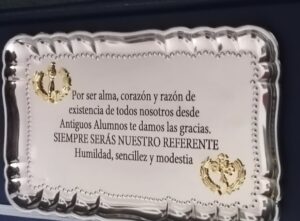 Por ser alma, corazón y razón de
existencia de todos nosotros desde
Antiguos Alumnos te damos las gracias.
SIEMPRE SERÁS NUESTRO REFERENTE
Humildad, sencillez y modestia